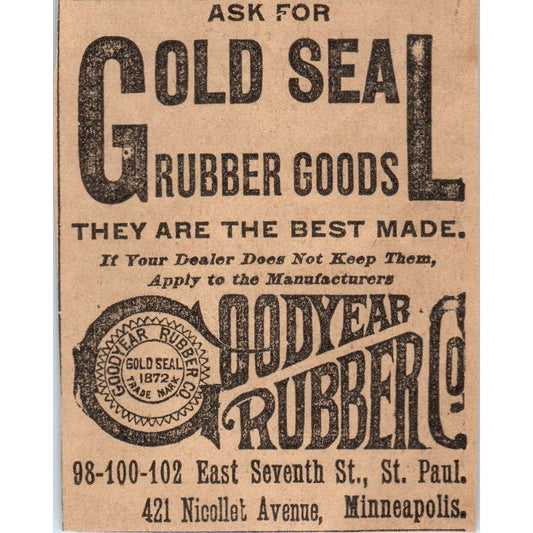 ASK FOR
GOLD SEAL
RUBBER GOODS
THEY ARE THE BEST MADE.
If Your Dealer Does Not Keep Them,
Apply to the Manufacturers
GOODYEAR
RUBBER Co.
GOODYEAR RUBBER CO
GOLD SEAL
1872
TRADE MARK
98-100-102 East Seventh St., St. Paul.
421 Nicollet Avenue, Minneapolis.